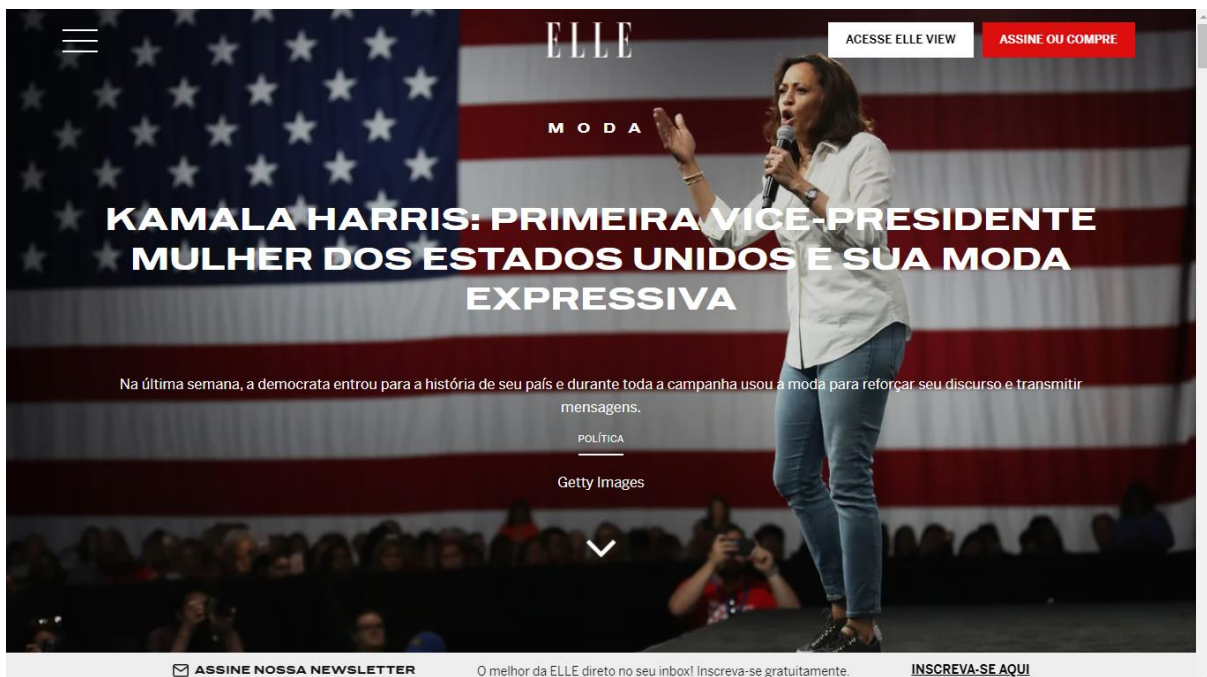 ELLE
ACESSE ELLE VIEW
ASSINE OU COMPRE
MODA
KAMALA HARRIS: PRIMEIRA VICE-PRESIDENTE
MULHER DOS ESTADOS UNIDOS E SUA MODA
EXPRESSIVA
Na última semana, a democrata entrou para a história de seu país e durante toda a campanha usou a moda para reforçar seu discurso e transmitir
mensagens.
POLÍTICA
Getty Images
ASSINE NOSSA NEWSLETTER
O melhor da ELLE direto no seu inbox! Inscreva-se gratuitamente.
INSCREVA-SE AQUI